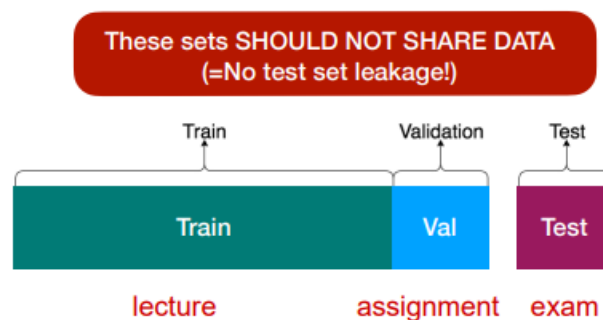 These sets SHOULD NOT SHARE DATA
(=No test set leakage!)
Train Validation Test
Train Val Test
lecture assignment exam